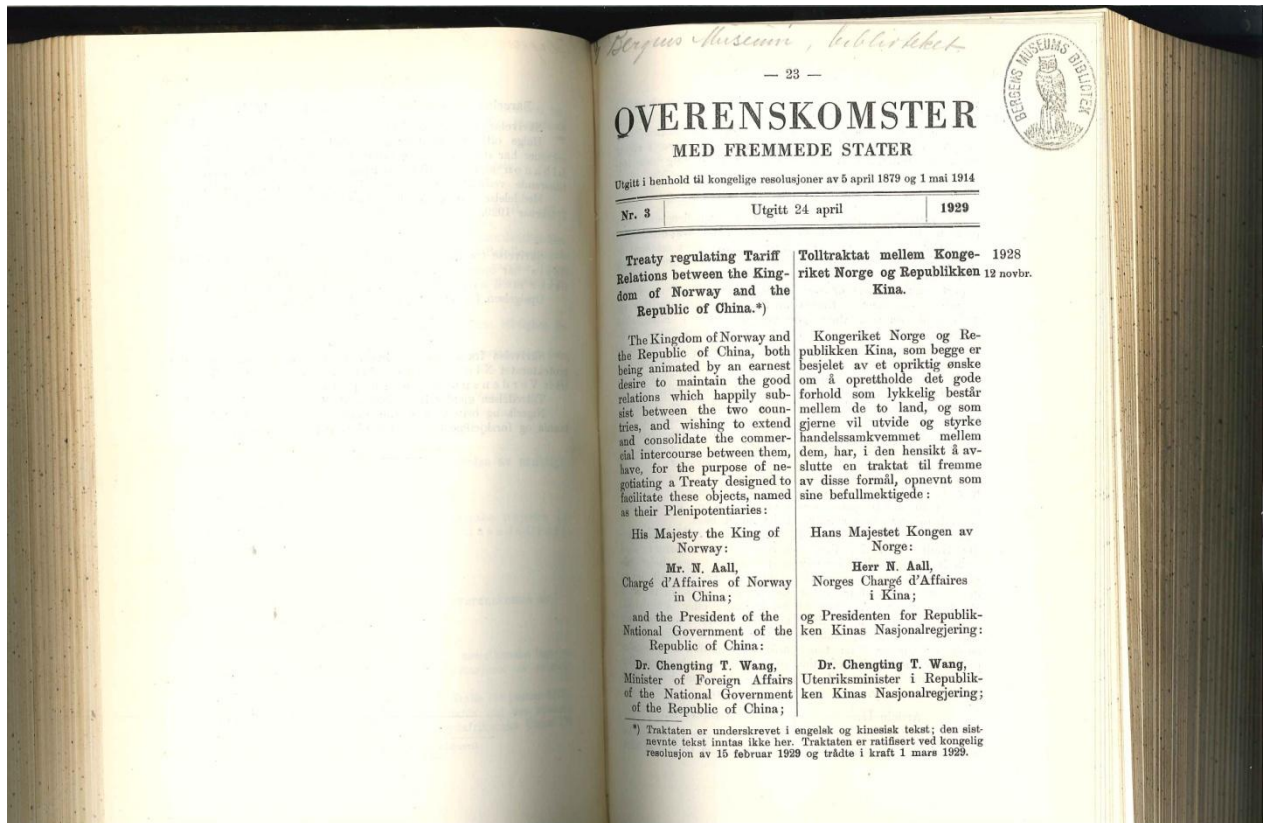 Bergens Museum, biblioteket
BERGENS MUSEUMS BIBLIOTEK
— 23 —
OVERENSKOMSTER
MED FREMMEDE STATER
Utgitt i henhold til kongelige resolusjoner av 5 april 1879 og 1 mai 1914
Nr. 3
Utgitt 24 april
1929
Treaty regulating Tariff
Relations between the King-
dom of Norway and the
Republic of China.*)
The Kingdom of Norway and
the Republic of China, both
being animated by an earnest
desire to maintain the good
relations which happily sub-
sist between the two coun-
tries, and wishing to extend
and consolidate the commer-
cial intercourse between them,
have, for the purpose of ne-
gotiating a Treaty designed to
facilitate these objects, named
as their Plenipotentiaries:
His Majesty the King of
Norway:
Mr. N. Aall,
Chargé d'Affaires of Norway
in China;
and the President of the
National Government of the
Republic of China:
Dr. Chengting T. Wang,
Minister of Foreign Affairs
of the National Government
of the Republic of China;
Tolltraktat mellem Konge-
riket Norge og Republikken
Kina.
1928
12 novbr.
Kongeriket Norge og Re-
publikken Kina, som begge er
besjelet av et opriktig ønske
om å oprettholde det gode
forhold som lykkelig består
mellem de to land, og som
gjerne vil utvide og styrke
handelssamkvemmet mellem
dem, har, i den hensikt å av-
slutte en traktat til fremme
av disse formål, opnevnt som
sine befullmektigede:
Hans Majestet Kongen av
Norge:
Herr N. Aall,
Norges Chargé d'Affaires
i Kina;
og Presidenten for Republik-
ken Kinas Nasjonalregjering:
Dr. Chengting T. Wang,
Utenriksminister i Republik-
ken Kinas Nasjonalregjering;
*) Traktaten er underskrevet i engelsk og kinesisk tekst; den sist-
nevnte tekst inntas ikke her. Traktaten er ratifisert ved kongelig
resolusjon av 15 februar 1929 og trådte i kraft 1 mars 1929.